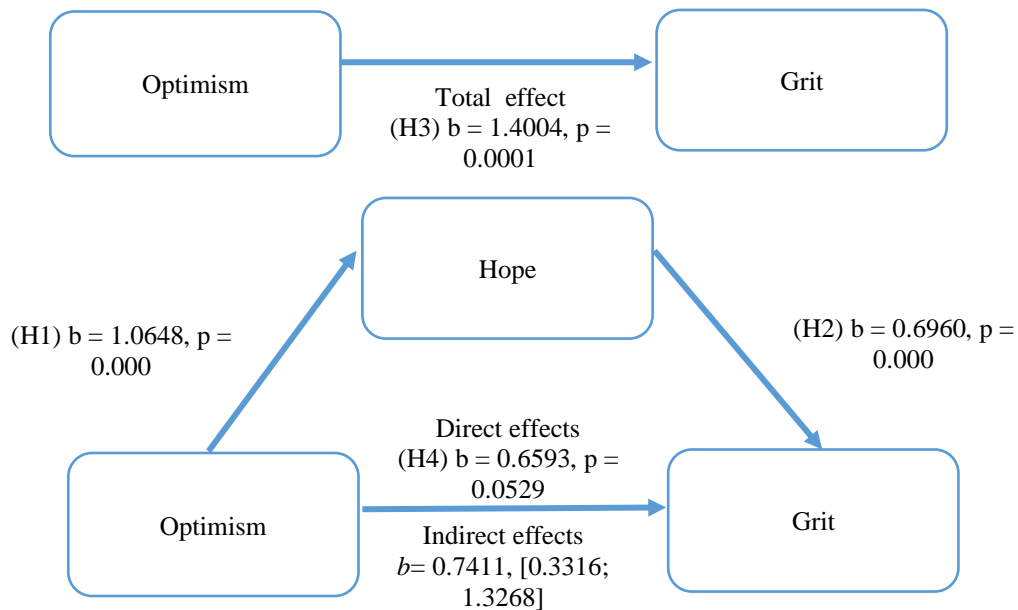 Optimism
Grit
Total effect
(H3) b = 1.4004, p =
0.0001
Hope
(H1) b = 1.0648, p =
0.000
(H2) b = 0.6960, p =
0.000
Direct effects
(H4) b = 0.6593, p =
0.0529
Optimism
Grit
Indirect effects
b= 0.7411, [0.3316;
1.3268]